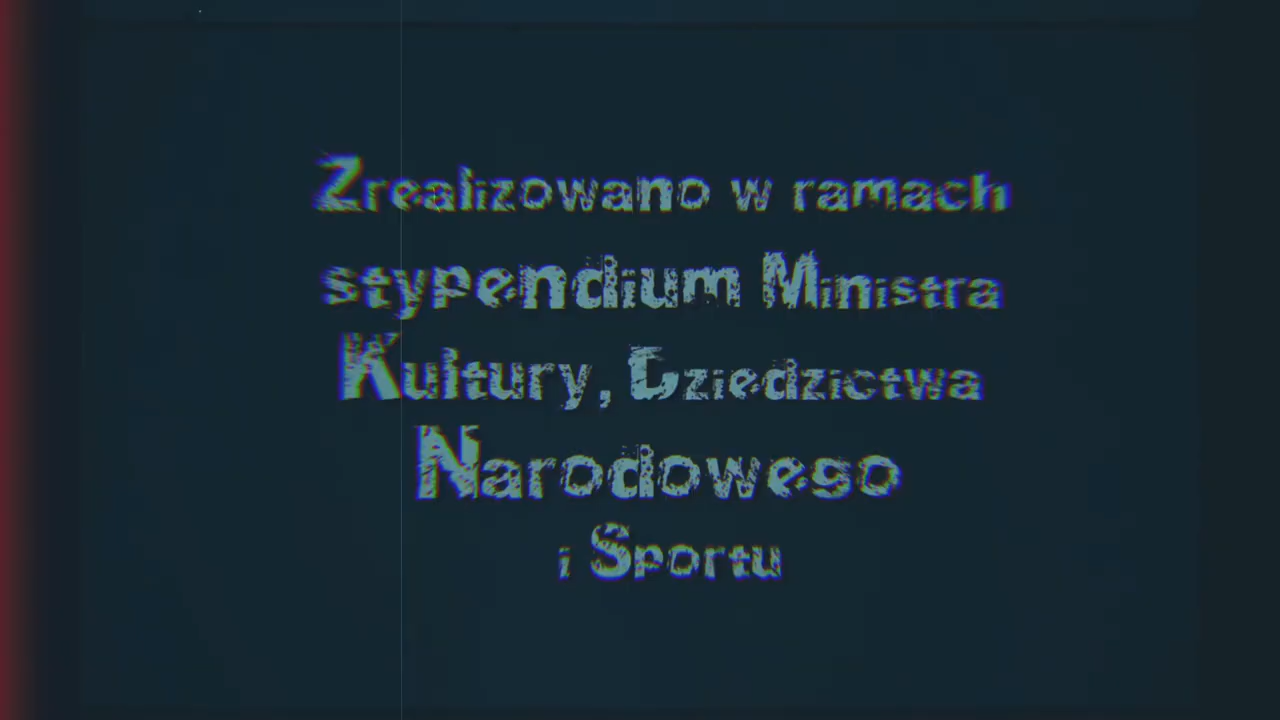 Zrealizowano w ramach
stypendium Ministra
Kultury, Dziedzictwa
Narodowego
i Sportu